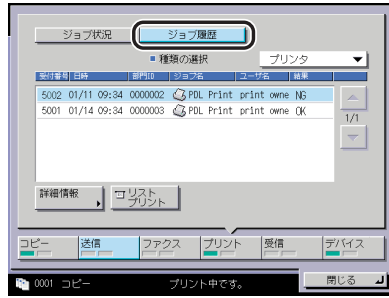 ジョブ状況 ジョブ履歴
■ 種類の選択 プリンタ
受付番号 日時 部門ID ジョブ名 ユーザ名 結果
5002 01/11 09:34 0000002 PDL Print print owne NG
5001 01/14 09:34 0000003 PDL Print print owne OK
1/1
詳細情報 リストプリント
コピー 送信 ファクス プリント 受信 デバイス
0001 コピー プリント中です。 閉じる